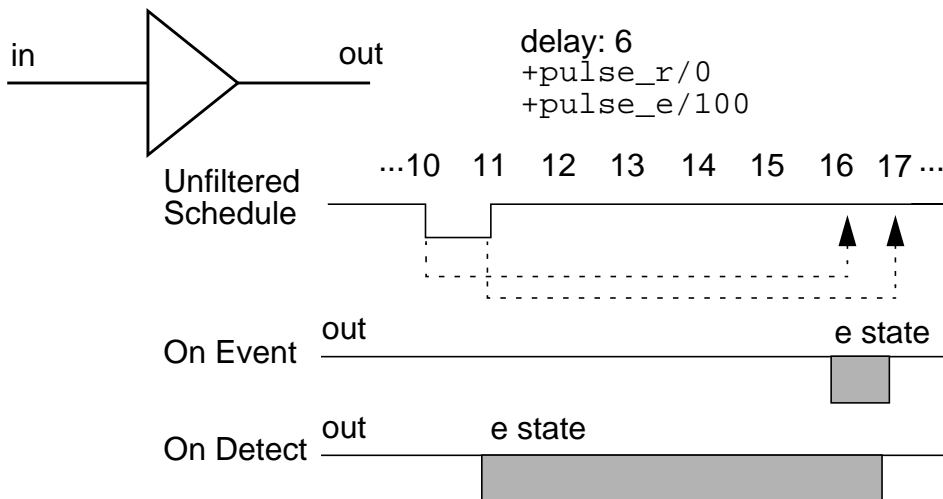 in
out
delay: 6
+pulse_r/0
+pulse_e/100
...10 11 12 13 14 15 16 17 ...
Unfiltered
Schedule
out
e state
On Event
out
e state
On Detect